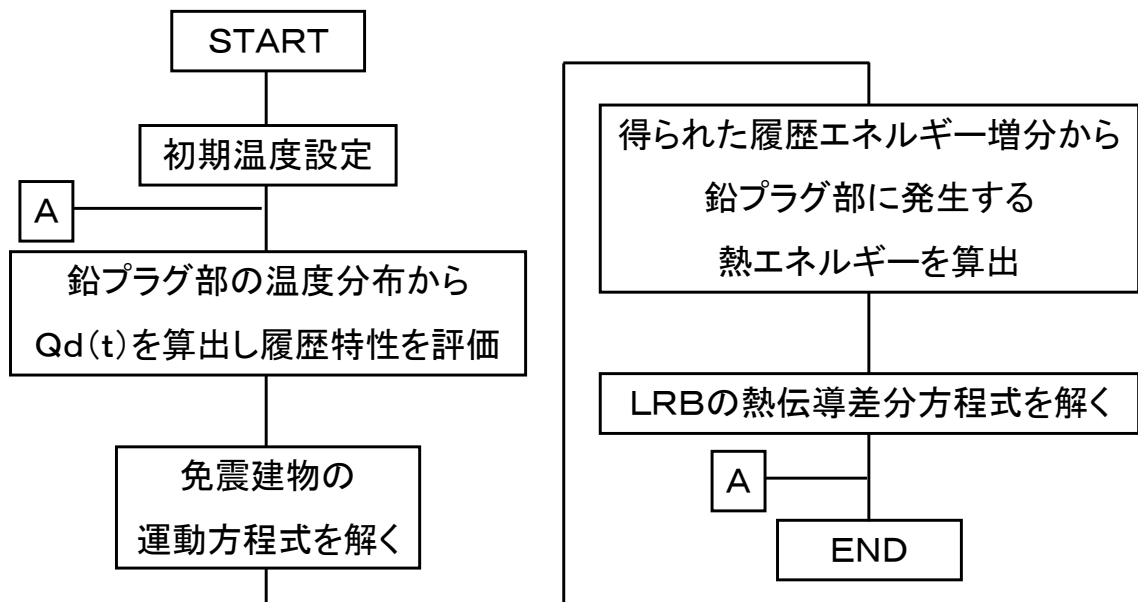 START
初期温度設定
A
鉛プラグ部の温度分布から
Qd(t)を算出し履歴特性を評価
免震建物の
運動方程式を解く
得られた履歴エネルギー増分から
鉛プラグ部に発生する
熱エネルギーを算出
LRBの熱伝導差分方程式を解く
A
END